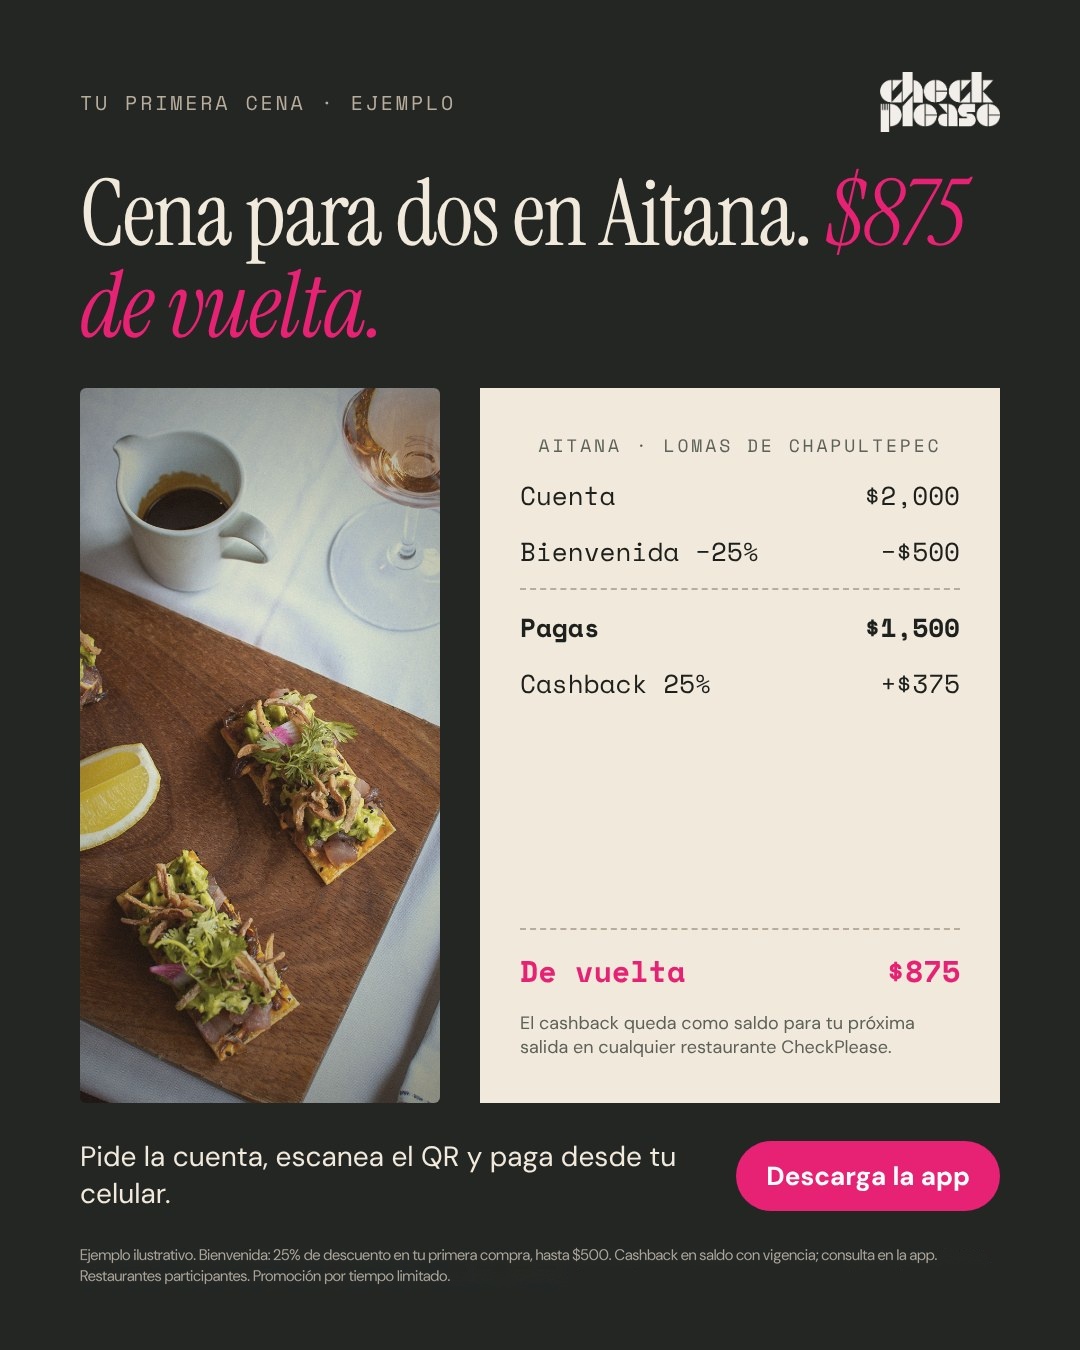 TU PRIMERA CENA · EJEMPLO
check
please
Cena para dos en Aitana. $875
de vuelta.
AITANA · LOMAS DE CHAPULTEPEC
Cuenta $2,000
Bienvenida −25% −$500
Pagas $1,500
Cashback 25% +$375
De vuelta $875
El cashback queda como saldo para tu próxima
salida en cualquier restaurante CheckPlease.
Pide la cuenta, escanea el QR y paga desde tu
celular.
Descarga la app
Ejemplo ilustrativo. Bienvenida: 25% de descuento en tu primera compra, hasta $500. Cashback en saldo con vigencia; consulta en la app.
Restaurantes participantes. Promoción por tiempo limitado.